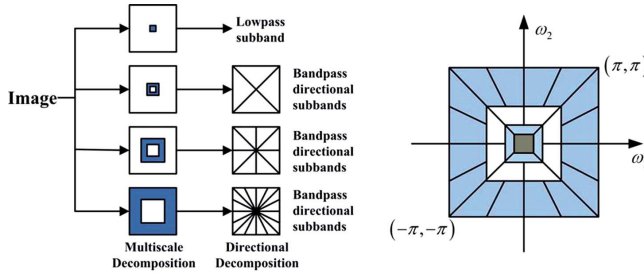 Lowpass
subband
Bandpass
directional
subbands
Image
Bandpass
directional
subbands
Bandpass
directional
subbands
Multiscale
Decomposition
Directional
Decomposition
ω₂
(π, π)
ω
(−π, −π)